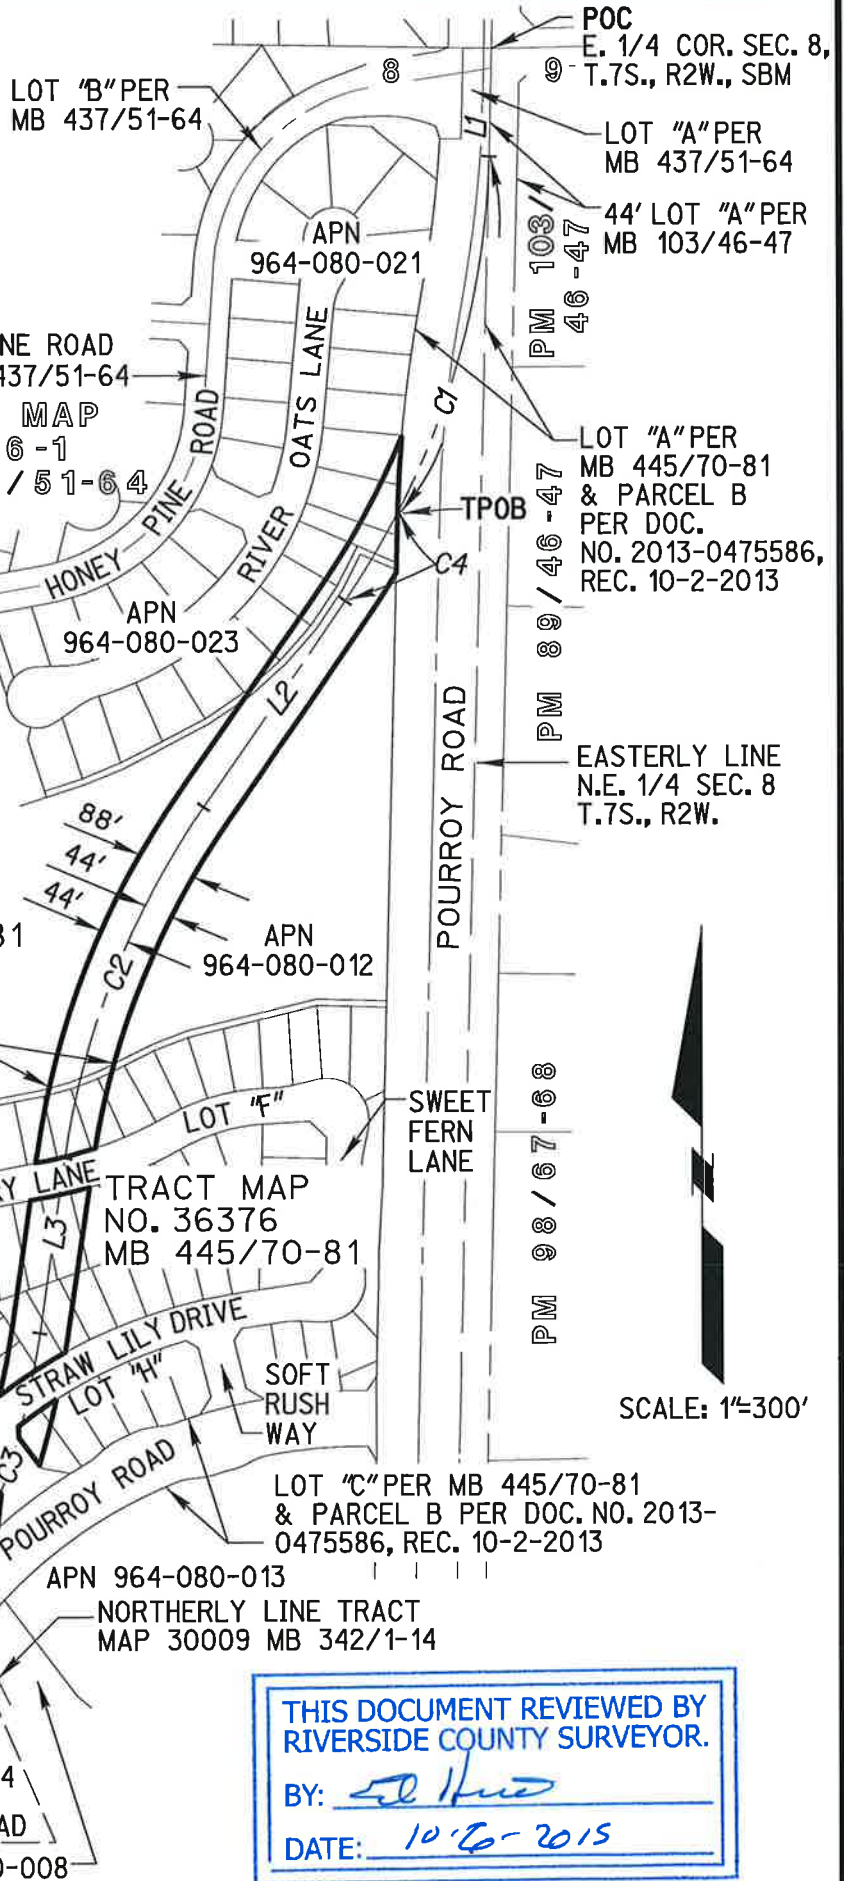 POC
E. 1/4 COR. SEC. 8,
T.7S., R2W., SBM
8
9
LOT "B" PER
MB 437/51-64
L1
LOT "A" PER
MB 437/51-64
44' LOT "A" PER
MB 103/46-47
PM 103/
46-47
APN
964-080-021
NE ROAD
437/51-64
MAP
6-1
/51-64
HONEY PINE ROAD
RIVER OATS LANE
C1
LOT "A" PER
MB 445/70-81
& PARCEL B
PER DOC.
NO. 2013-0475586,
REC. 10-2-2013
TPOB
C4
PM 89/46-47
APN
964-080-023
L2
POURROY ROAD
EASTERLY LINE
N.E. 1/4 SEC. 8
T.7S., R2W.
88'
44'
44'
81
APN
964-080-012
C2
LOT "F"
SWEET
FERN
LANE
PM 98/67-68
Y LANE
TRACT MAP
NO. 36376
MB 445/70-81
L3
STRAW LILY DRIVE
LOT "H"
SOFT
RUSH
WAY
SCALE: 1"=300'
C3
POURROY ROAD
LOT "C" PER MB 445/70-81
& PARCEL B PER DOC. NO. 2013-
0475586, REC. 10-2-2013
APN 964-080-013
NORTHERLY LINE TRACT
MAP 30009 MB 342/1-14
4
AD
0-008
THIS DOCUMENT REVIEWED BY
RIVERSIDE COUNTY SURVEYOR.
BY:
DATE: 10-26-2015